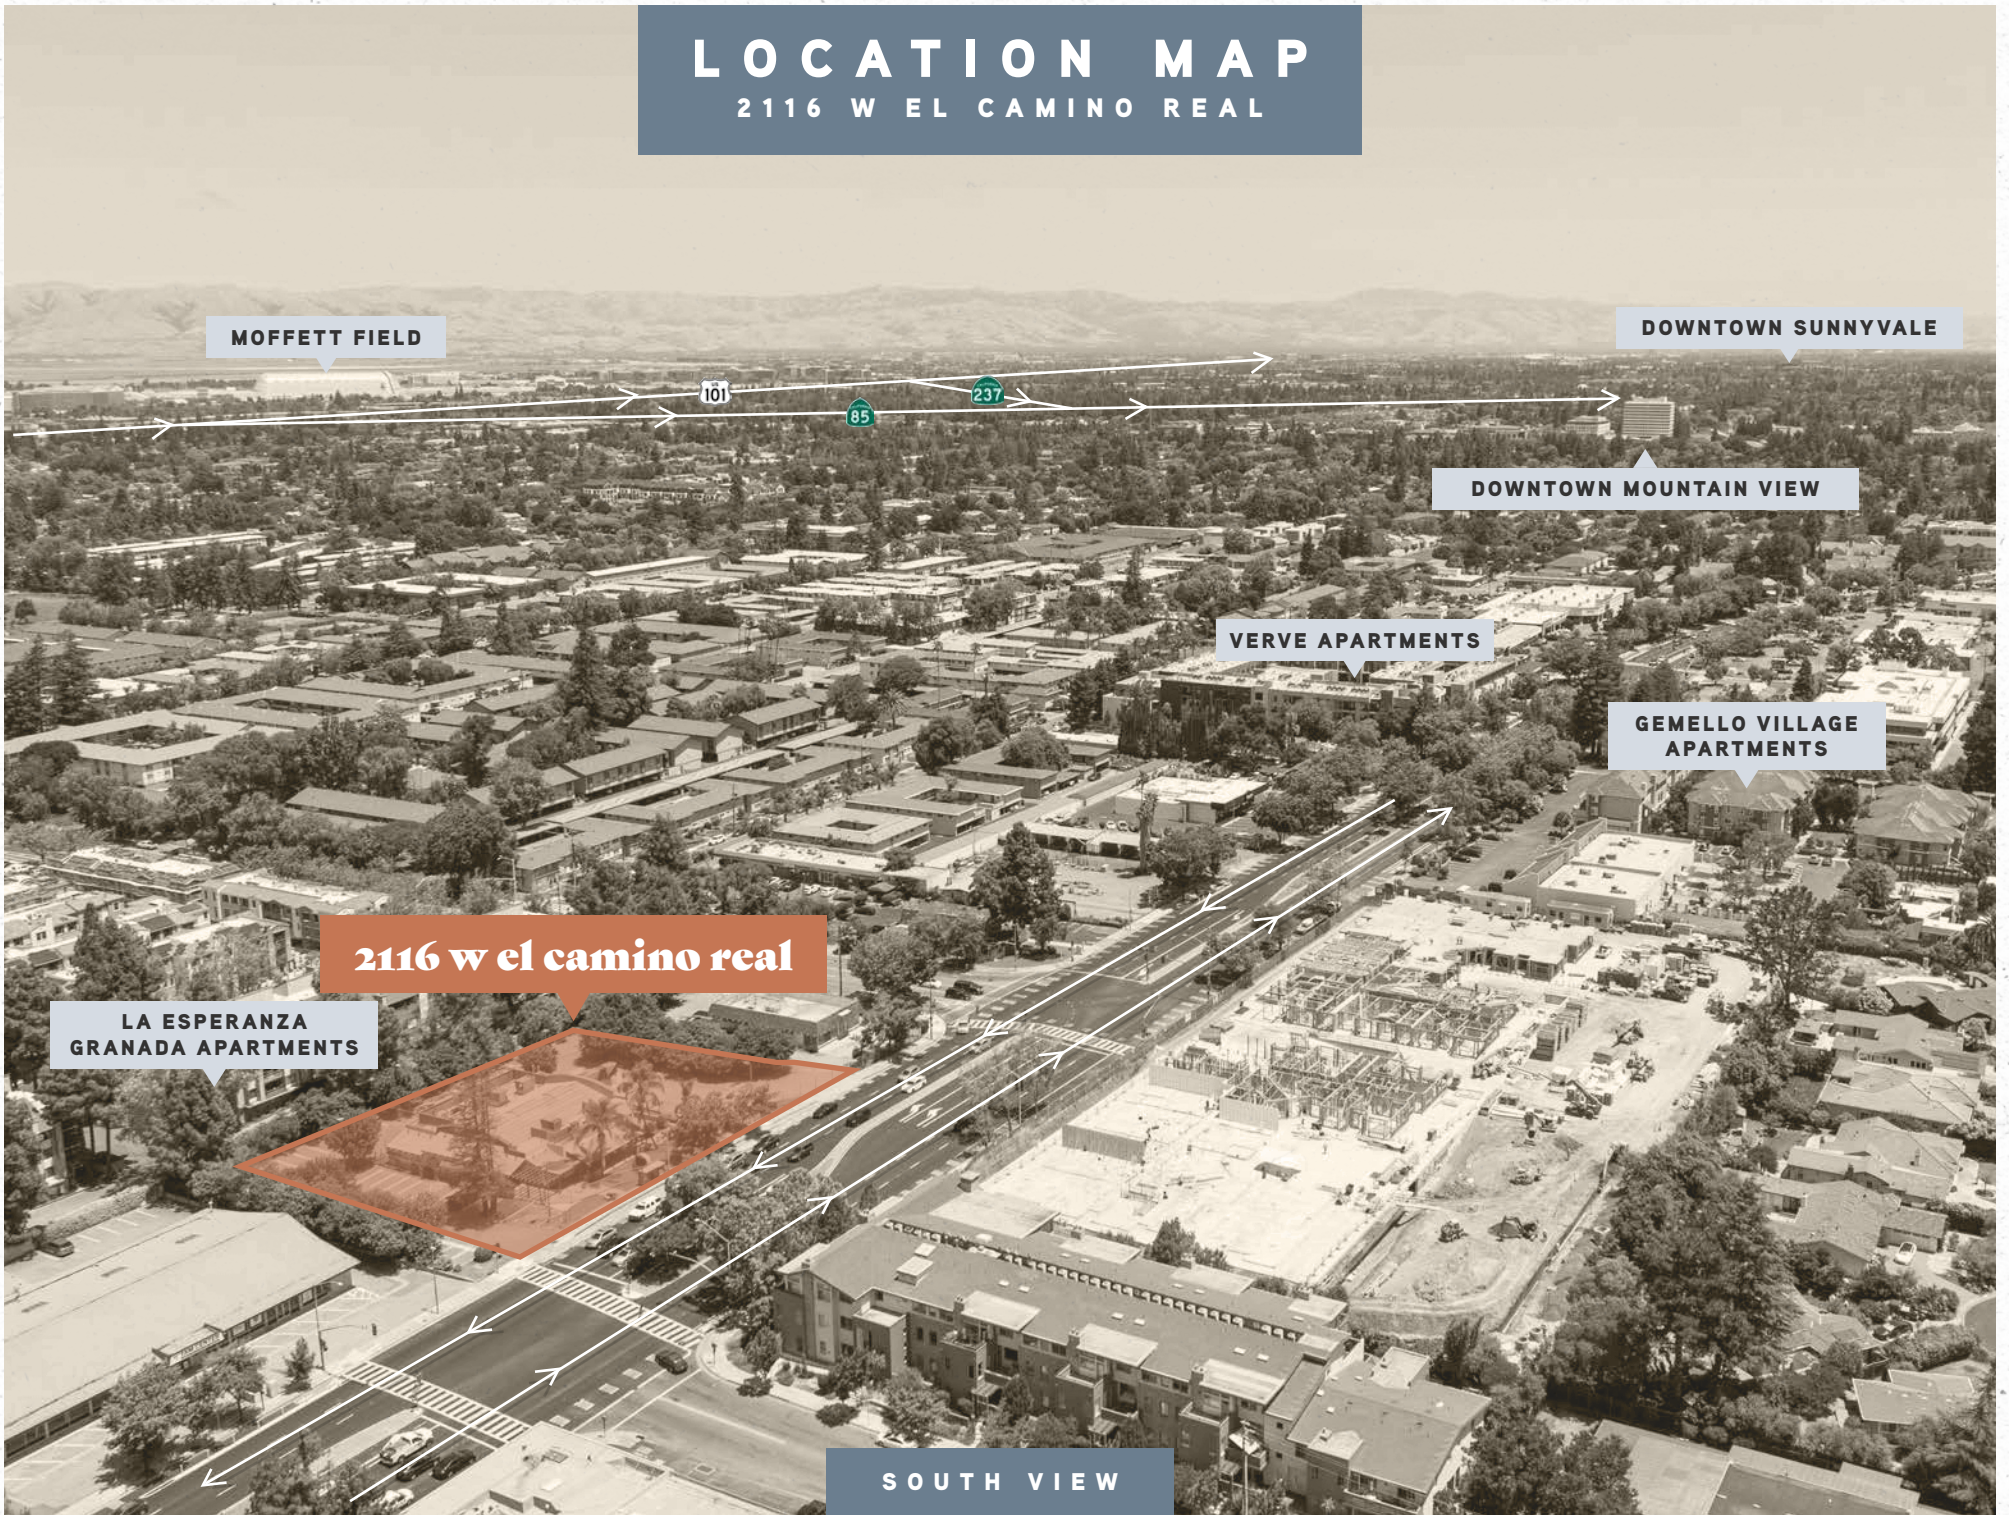 LOCATION MAP
2116 W EL CAMINO REAL
MOFFETT FIELD
DOWNTOWN SUNNYVALE
US
101
237
85
DOWNTOWN MOUNTAIN VIEW
VERVE APARTMENTS
GEMELLO VILLAGE
APARTMENTS
2116 w el camino real
LA ESPERANZA
GRANADA APARTMENTS
SOUTH VIEW